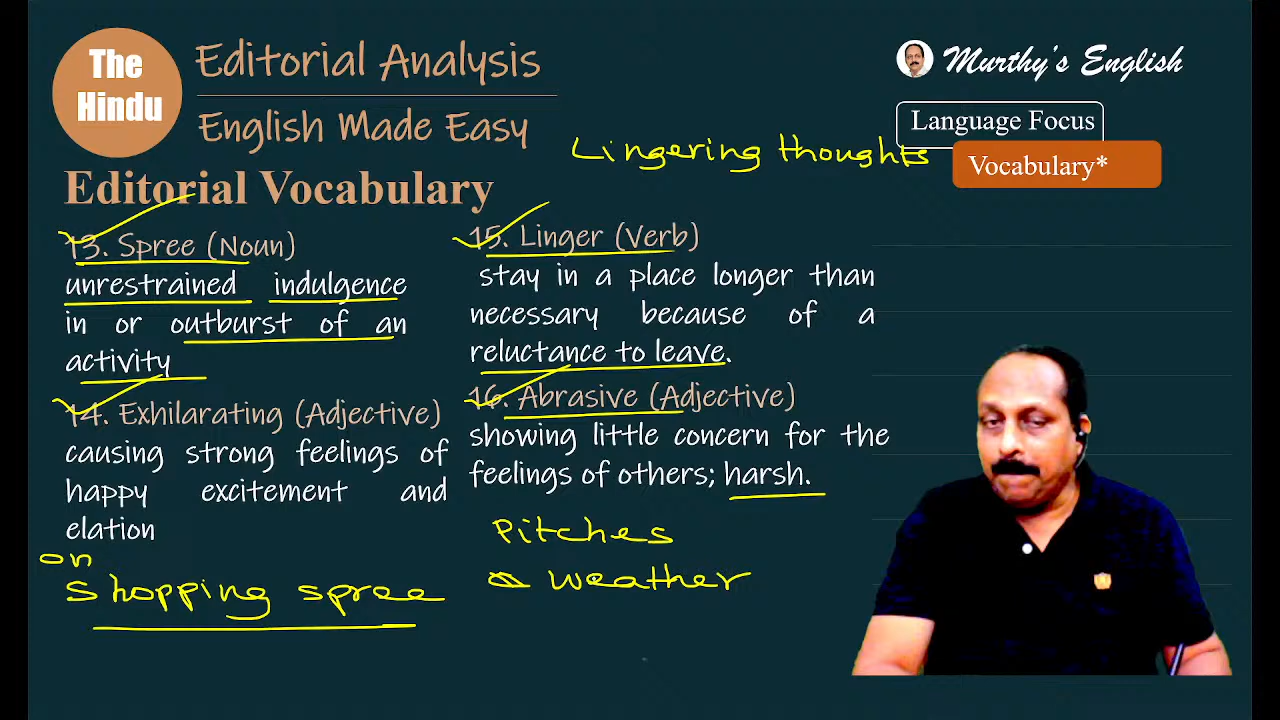 The
Hindu
Editorial Analysis
English Made Easy
Murthy's English
Language Focus
Vocabulary*
Lingering thoughts
Editorial Vocabulary
13. Spree (Noun)
unrestrained indulgence
in or outburst of an
activity
14. Exhilarating (Adjective)
causing strong feelings of
happy excitement and
elation
on
Shopping spree
15. Linger (Verb)
stay in a place longer than
necessary because of a
reluctance to leave.
16. Abrasive (Adjective)
showing little concern for the
feelings of others; harsh.
Pitches
weather